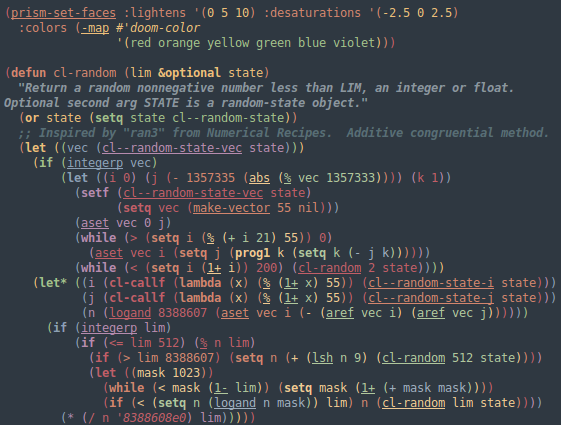 (prism-set-faces :lightens '(0 5 10) :desaturations '(-2.5 0 2.5)
  :colors (-map #'doom-color
                '(red orange yellow green blue violet)))

(defun cl-random (lim &optional state)
  "Return a random nonnegative number less than LIM, an integer or float.
Optional second arg STATE is a random-state object."
  (or state (setq state cl--random-state))
  ;; Inspired by "ran3" from Numerical Recipes.  Additive congruential method.
  (let ((vec (cl--random-state-vec state)))
    (if (integerp vec)
        (let ((i 0) (j (- 1357335 (abs (% vec 1357333)))) (k 1))
          (setf (cl--random-state-vec state)
                (setq vec (make-vector 55 nil)))
          (aset vec 0 j)
          (while (> (setq i (% (+ i 21) 55)) 0)
            (aset vec i (setq j (prog1 k (setq k (- j k))))))
          (while (< (setq i (1+ i)) 200) (cl-random 2 state))))
    (let* ((i (cl-callf (lambda (x) (% (1+ x) 55)) (cl--random-state-i state)))
           (j (cl-callf (lambda (x) (% (1+ x) 55)) (cl--random-state-j state)))
           (n (logand 8388607 (aset vec i (- (aref vec i) (aref vec j))))))
      (if (integerp lim)
          (if (<= lim 512) (% n lim)
            (if (> lim 8388607) (setq n (+ (lsh n 9) (cl-random 512 state))))
            (let ((mask 1023))
              (while (< mask (1- lim)) (setq mask (1+ (+ mask mask))))
              (if (< (setq n (logand n mask)) lim) n (cl-random lim state))))
        (* (/ n '8388608e0) lim)))))